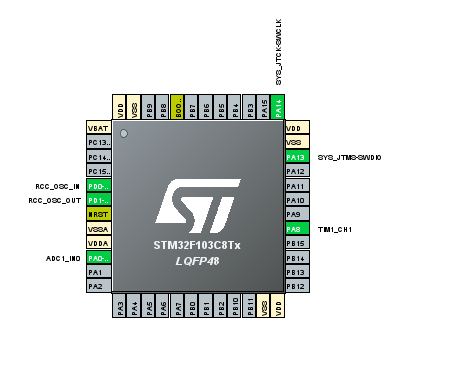 SYS_JTCK-SWCLK
VDD
VSS
PB9
PB8
BOO..
PB7
PB6
PB5
PB4
PB3
PA15
PA14
VBAT
PC13..
PC14..
PC15..
RCC_OSC_IN PD0-..
RCC_OSC_OUT PD1-..
NRST
VSSA
VDDA
ADC1_IN0 PA0-..
PA1
PA2
ST
STM32F103C8Tx
LQFP48
VDD
VSS
PA13 SYS_JTMS-SWDIO
PA12
PA11
PA10
PA9
PA8 TIM1_CH1
PB15
PB14
PB13
PB12
PA3
PA4
PA5
PA6
PA7
PB0
PB1
PB2
PB10
PB11
VSS
VDD